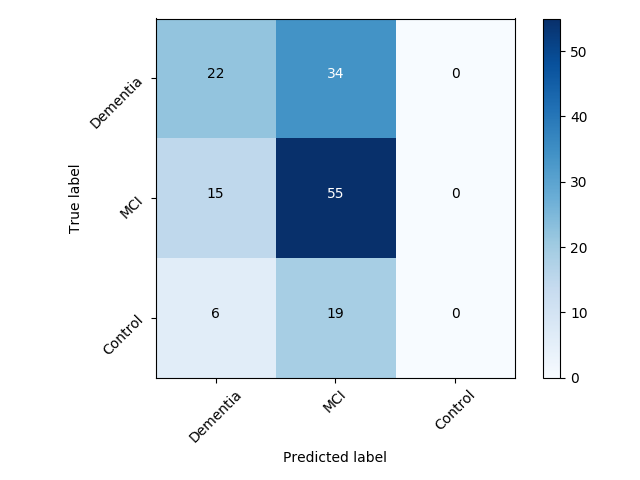 Dementia 22 34 0
MCI 15 55 0
Control 6 19 0
Dementia MCI Control
True label
Predicted label
50
40
30
20
10
0